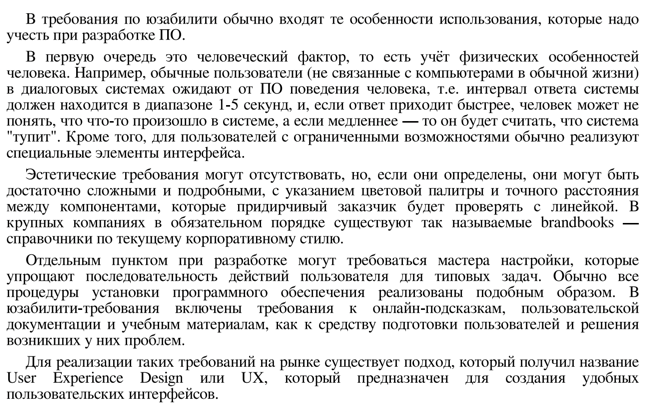 В требования по юзабилити обычно входят те особенности использования, которые надо
учесть при разработке ПО.
В первую очередь это человеческий фактор, то есть учёт физических особенностей
человека. Например, обычные пользователи (не связанные с компьютерами в обычной жизни)
в диалоговых системах ожидают от ПО поведения человека, т.е. интервал ответа системы
должен находится в диапазоне 1-5 секунд, и, если ответ приходит быстрее, человек может не
понять, что что-то произошло в системе, а если медленнее — то он будет считать, что система
"тупит". Кроме того, для пользователей с ограниченными возможностями обычно реализуют
специальные элементы интерфейса.
Эстетические требования могут отсутствовать, но, если они определены, они могут быть
достаточно сложными и подробными, с указанием цветовой палитры и точного расстояния
между компонентами, которые придирчивый заказчик будет проверять с линейкой. В
крупных компаниях в обязательном порядке существуют так называемые brandbooks —
справочники по текущему корпоративному стилю.
Отдельным пунктом при разработке могут требоваться мастера настройки, которые
упрощают последовательность действий пользователя для типовых задач. Обычно все
процедуры установки программного обеспечения реализованы подобным образом. В
юзабилити-требования включены требования к онлайн-подсказкам, пользовательской
документации и учебным материалам, как к средству подготовки пользователей и решения
возникших у них проблем.
Для реализации таких требований на рынке существует подход, который получил название
User Experience Design или UX, который предназначен для создания удобных
пользовательских интерфейсов.